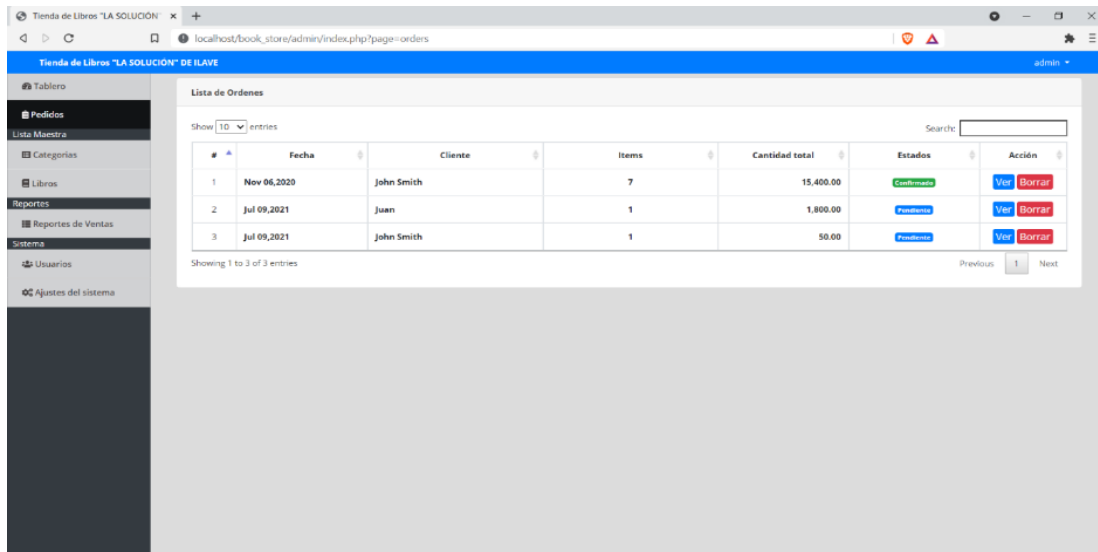 Tienda de Libros "LA SOLUCIÓN"
localhost/book_store/admin/index.php?page=orders
Tienda de Libros "LA SOLUCIÓN" DE ILAVE admin
Tablero
Pedidos
Lista Maestra
Categorias
Libros
Reportes
Reportes de Ventas
Sistema
Usuarios
Ajustes del sistema
Lista de Ordenes
Show 10 entries Search:
# Fecha Cliente Items Cantidad total Estados Acción
1 Nov 06,2020 John Smith 7 15,400.00 Confirmado Ver Borrar
2 Jul 09,2021 Juan 1 1,800.00 Pendiente Ver Borrar
3 Jul 09,2021 John Smith 1 50.00 Pendiente Ver Borrar
Showing 1 to 3 of 3 entries Previous 1 Next